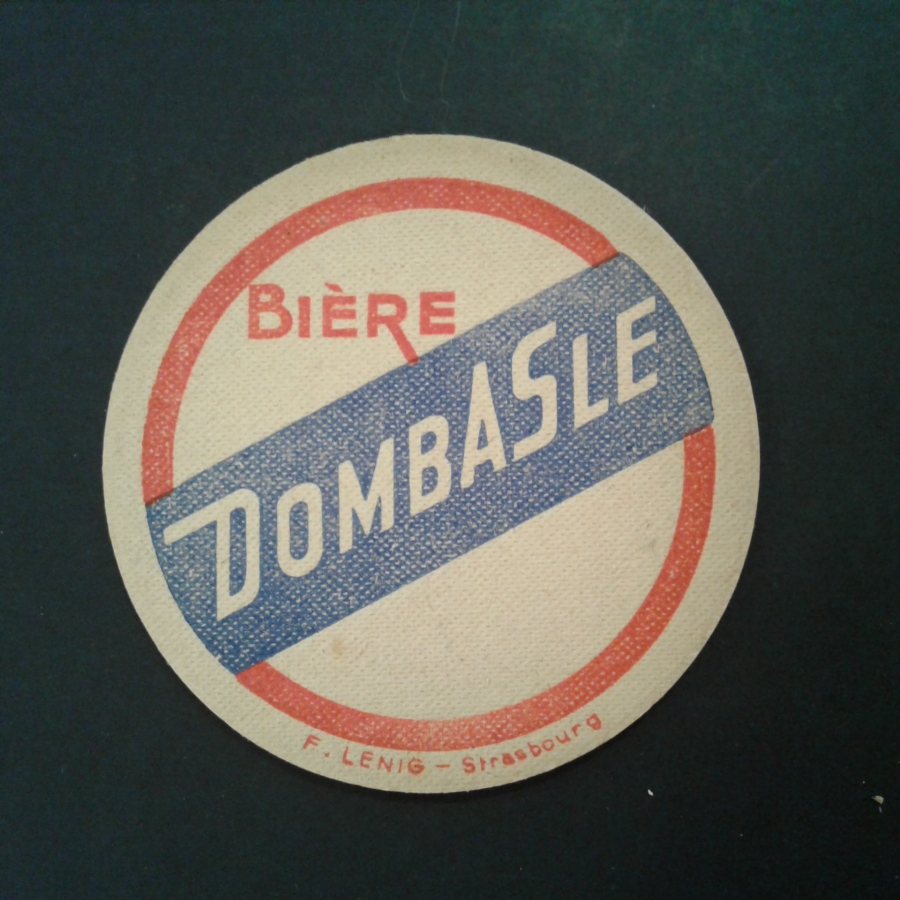 BIÈRE
DOMBASLE
F. LENIG - Strasbourg